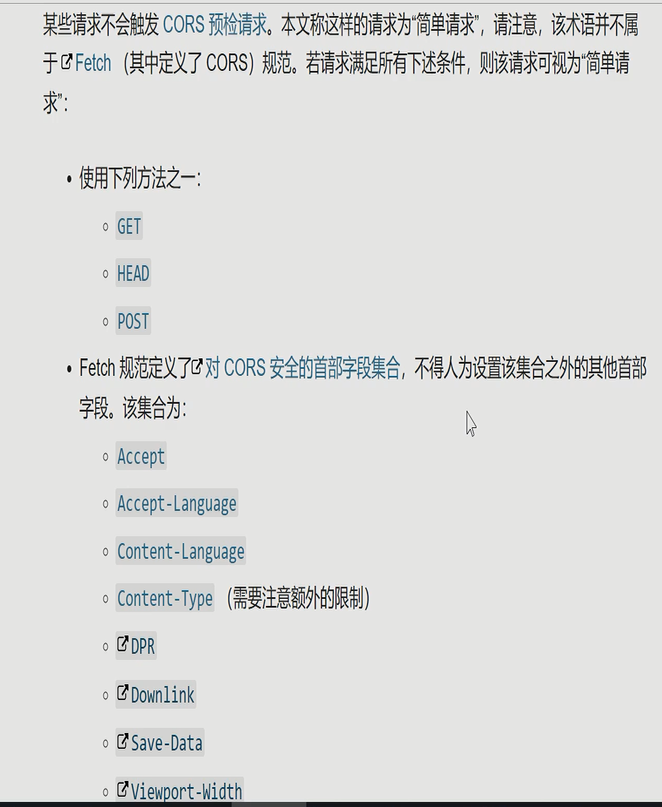 某些请求不会触发 CORS 预检请求。本文称这样的请求为“简单请求”，请注意，该术语并不属
于 Fetch （其中定义了 CORS）规范。若请求满足所有下述条件，则该请求可视为“简单请
求”：
使用下列方法之一：
GET
HEAD
POST
Fetch 规范定义了对 CORS 安全的首部字段集合，不得人为设置该集合之外的其他首部
字段。该集合为：
Accept
Accept-Language
Content-Language
Content-Type （需要注意额外的限制）
DPR
Downlink
Save-Data
Viewport-Width